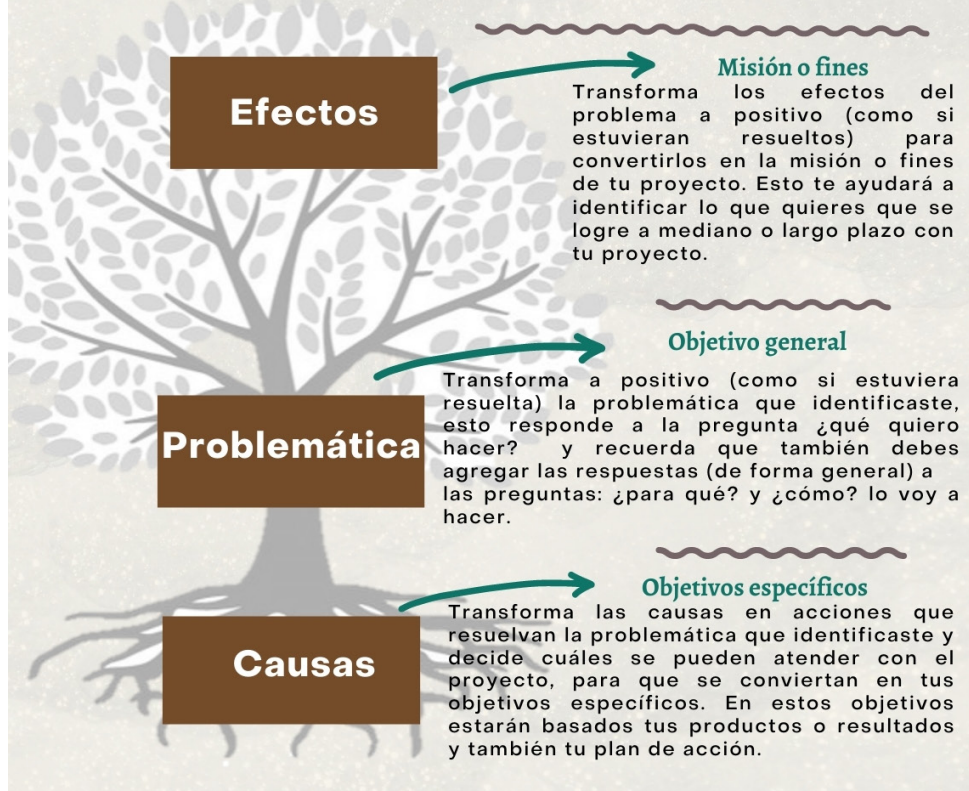 Efectos
Misión o fines
Transforma los efectos del
problema a positivo (como si
estuvieran resueltos) para
convertirlos en la misión o fines
de tu proyecto. Esto te ayudará a
identificar lo que quieres que se
logre a mediano o largo plazo con
tu proyecto.
Problemática
Objetivo general
Transforma a positivo (como si estuviera
resuelta) la problemática que identificaste,
esto responde a la pregunta ¿qué quiero
hacer? y recuerda que también debes
agregar las respuestas (de forma general) a
las preguntas: ¿para qué? y ¿cómo? lo voy a
hacer.
Causas
Objetivos específicos
Transforma las causas en acciones que
resuelvan la problemática que identificaste y
decide cuáles se pueden atender con el
proyecto, para que se conviertan en tus
objetivos específicos. En estos objetivos
estarán basados tus productos o resultados
y también tu plan de acción.